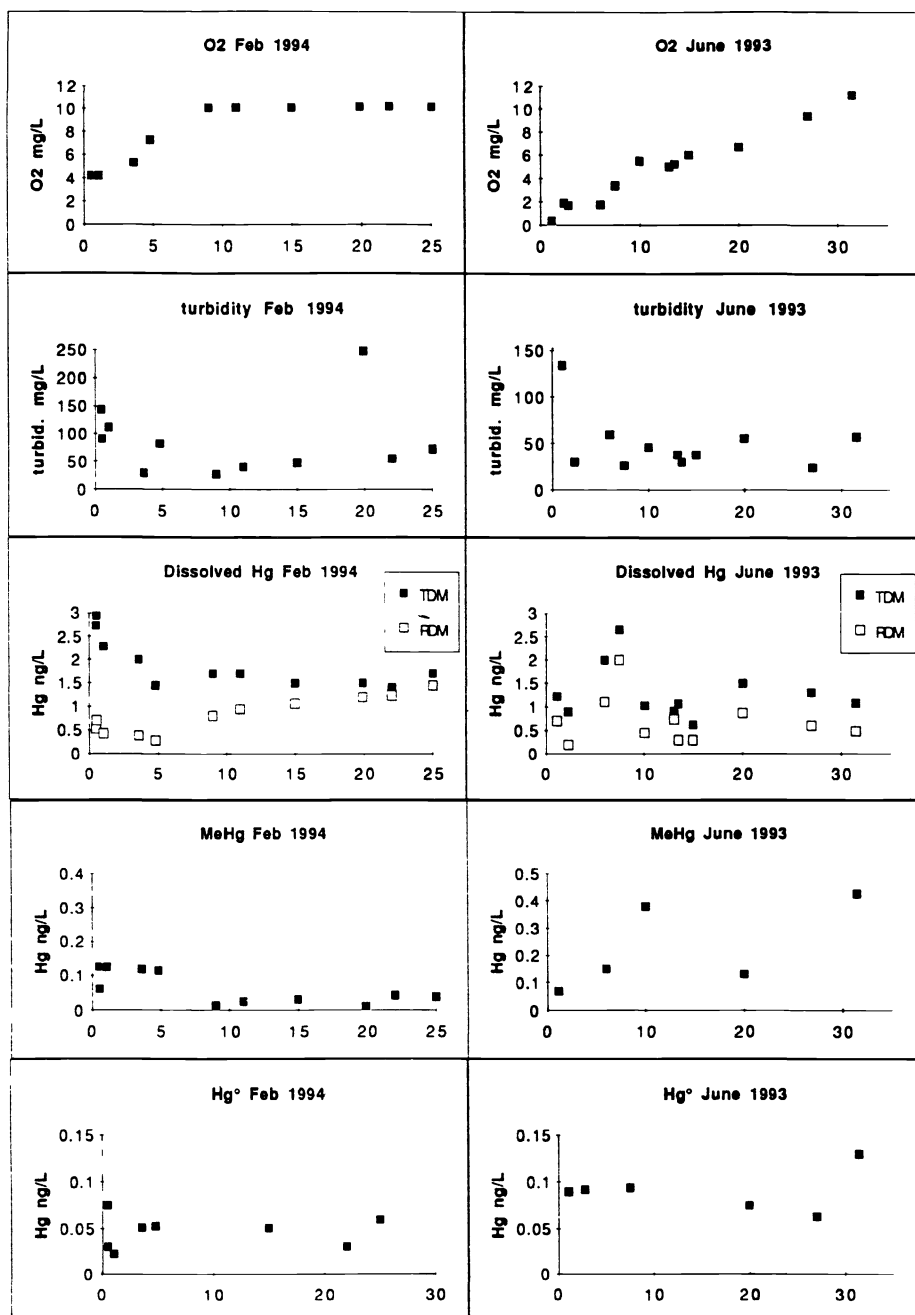 O2 Feb 1994
O2 mg/L
12
10
8
6
4
2
0
0 5 10 15 20 25
O2 June 1993
O2 mg/L
12
10
8
6
4
2
0
0 10 20 30
turbidity Feb 1994
turbid. mg/L
250
200
150
100
50
0
0 5 10 15 20 25
turbidity June 1993
turbid. mg/L
150
100
50
0
0 10 20 30
Dissolved Hg Feb 1994
TDM
RDM
Hg ng/L
3
2.5
2
1.5
1
0.5
0
0 5 10 15 20 25
Dissolved Hg June 1993
TDM
RDM
Hg ng/L
3
2.5
2
1.5
1
0.5
0
0 10 20 30
MeHg Feb 1994
Hg ng/L
0.4
0.3
0.2
0.1
0
0 5 10 15 20 25
MeHg June 1993
Hg ng/L
0.5
0.4
0.3
0.2
0.1
0
0 10 20 30
Hg° Feb 1994
Hg ng/L
0.15
0.1
0.05
0
0 5 10 15 20 25 30
Hg° June 1993
Hg ng/L
0.15
0.1
0.05
0
0 10 20 30